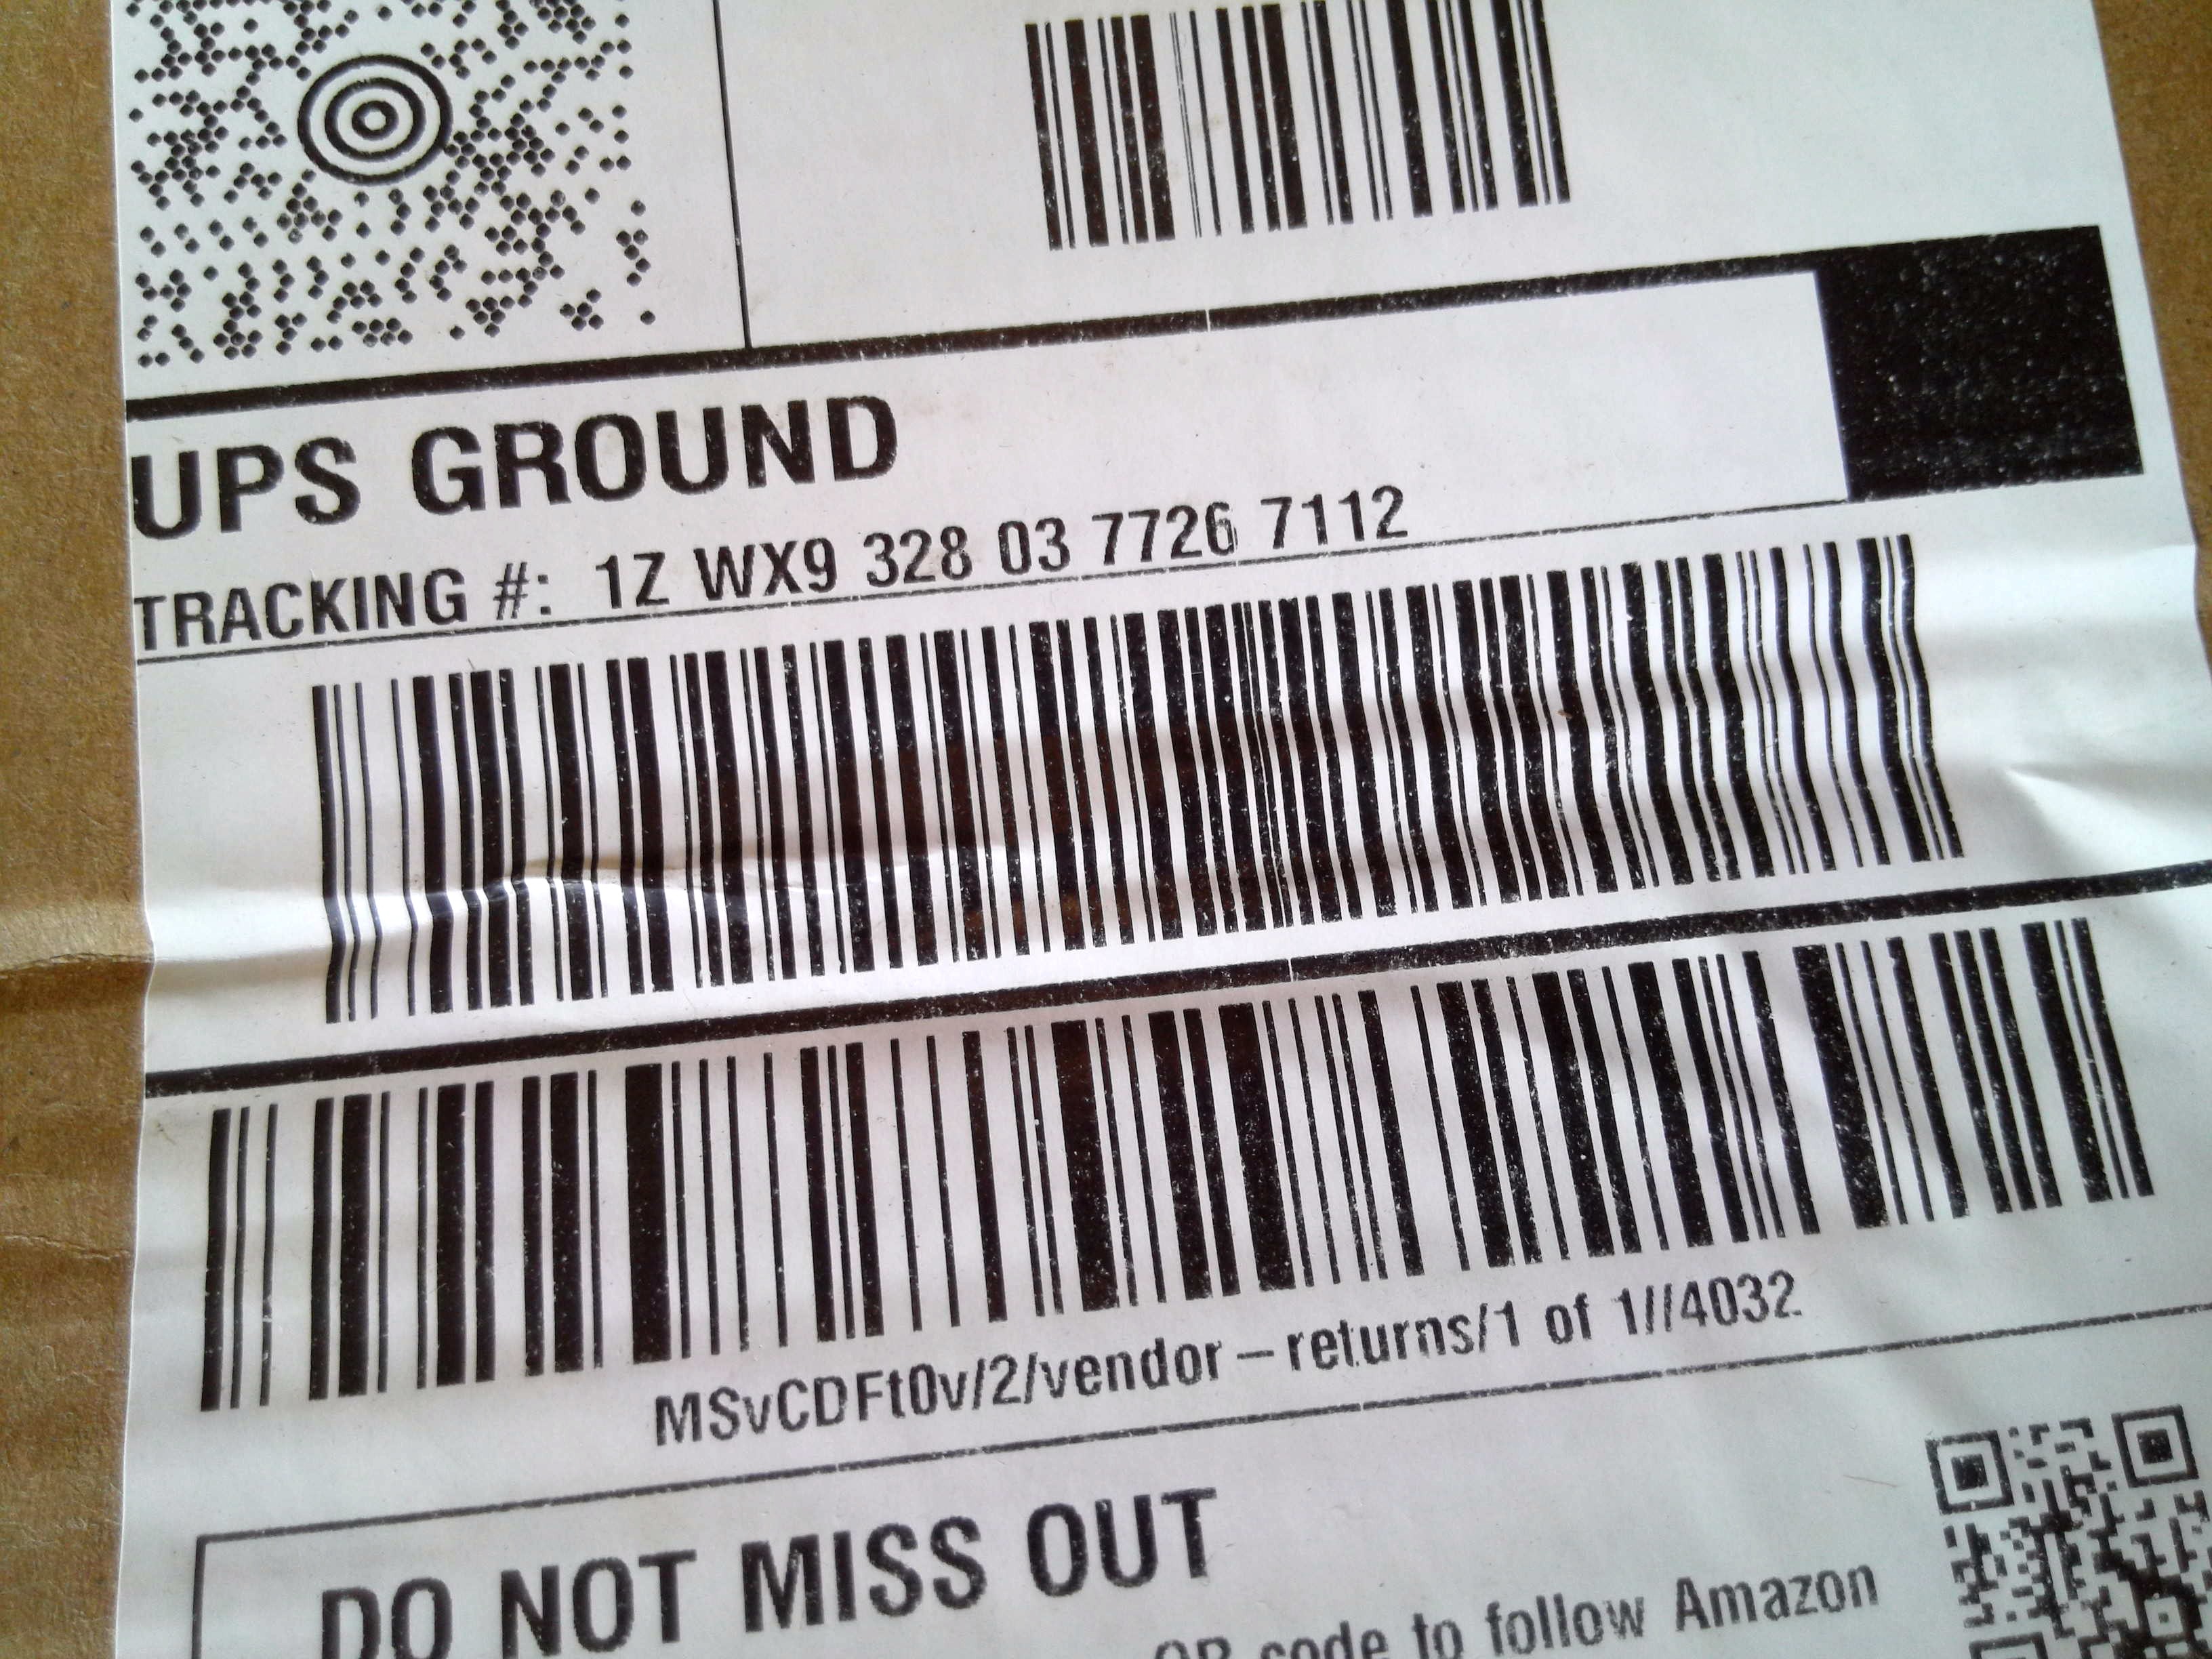 UPS GROUND
TRACKING #: 1Z WX9 328 03 7726 7112
MSvCDFt0v/2/vendor-returns/1 of 1//4032
DO NOT MISS OUT
QR code to follow Amazon